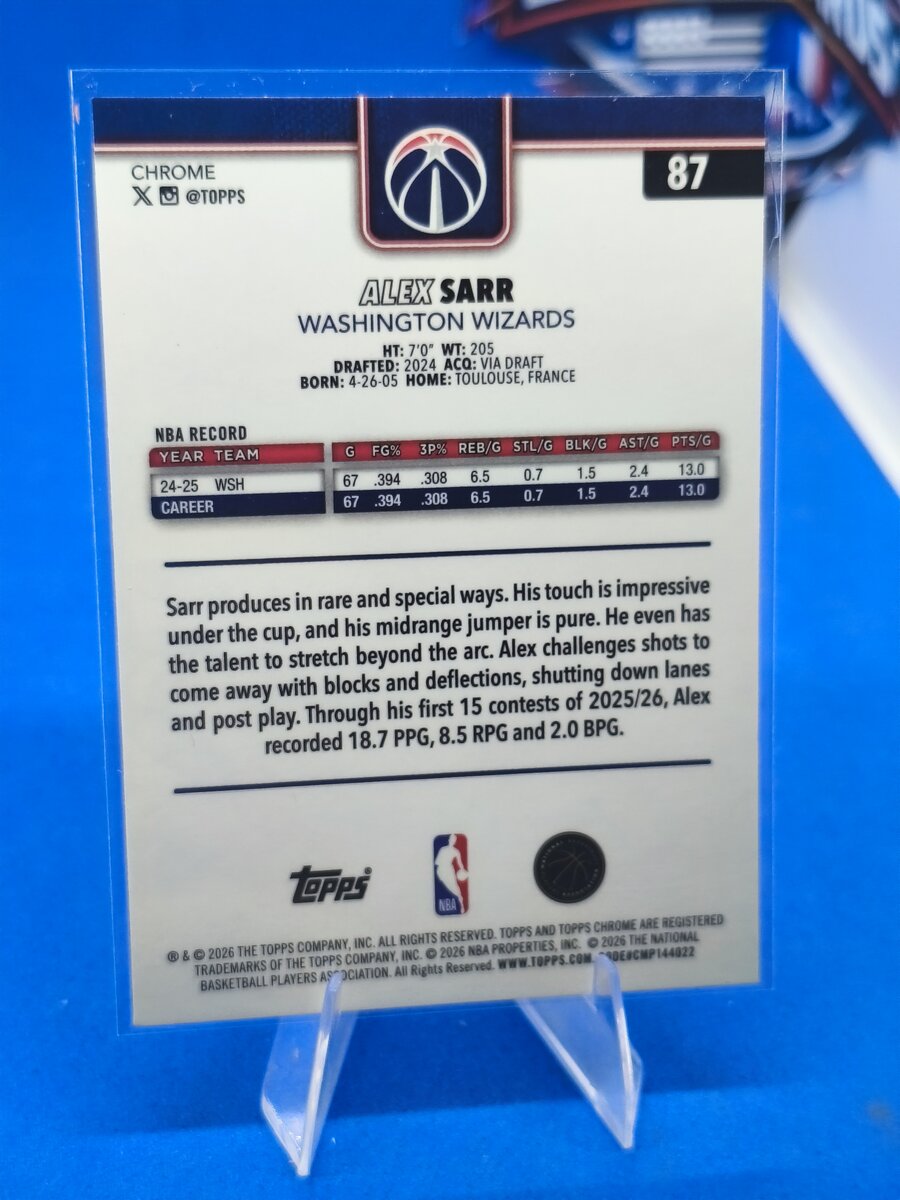 CHROME
X @TOPPS
87
ALEX SARR
WASHINGTON WIZARDS
HT: 7'0" WT: 205
DRAFTED: 2024 ACQ: VIA DRAFT
BORN: 4-26-05 HOME: TOULOUSE, FRANCE
NBA RECORD
YEAR TEAM G FG% 3P% REB/G STL/G BLK/G AST/G PTS/G
24-25 WSH 67 .394 .308 6.5 0.7 1.5 2.4 13.0
CAREER 67 .394 .308 6.5 0.7 1.5 2.4 13.0
Sarr produces in rare and special ways. His touch is impressive
under the cup, and his midrange jumper is pure. He even has
the talent to stretch beyond the arc. Alex challenges shots to
come away with blocks and deflections, shutting down lanes
and post play. Through his first 15 contests of 2025/26, Alex
recorded 18.7 PPG, 8.5 RPG and 2.0 BPG.
Topps®
NBA
® & © 2026 THE TOPPS COMPANY, INC. ALL RIGHTS RESERVED. TOPPS AND TOPPS CHROME ARE REGISTERED
TRADEMARKS OF THE TOPPS COMPANY, INC. © 2026 NBA PROPERTIES, INC. © 2026 THE NATIONAL
BASKETBALL PLAYERS ASSOCIATION. All Rights Reserved. WWW.TOPPS.COM. CODE#CMP144022